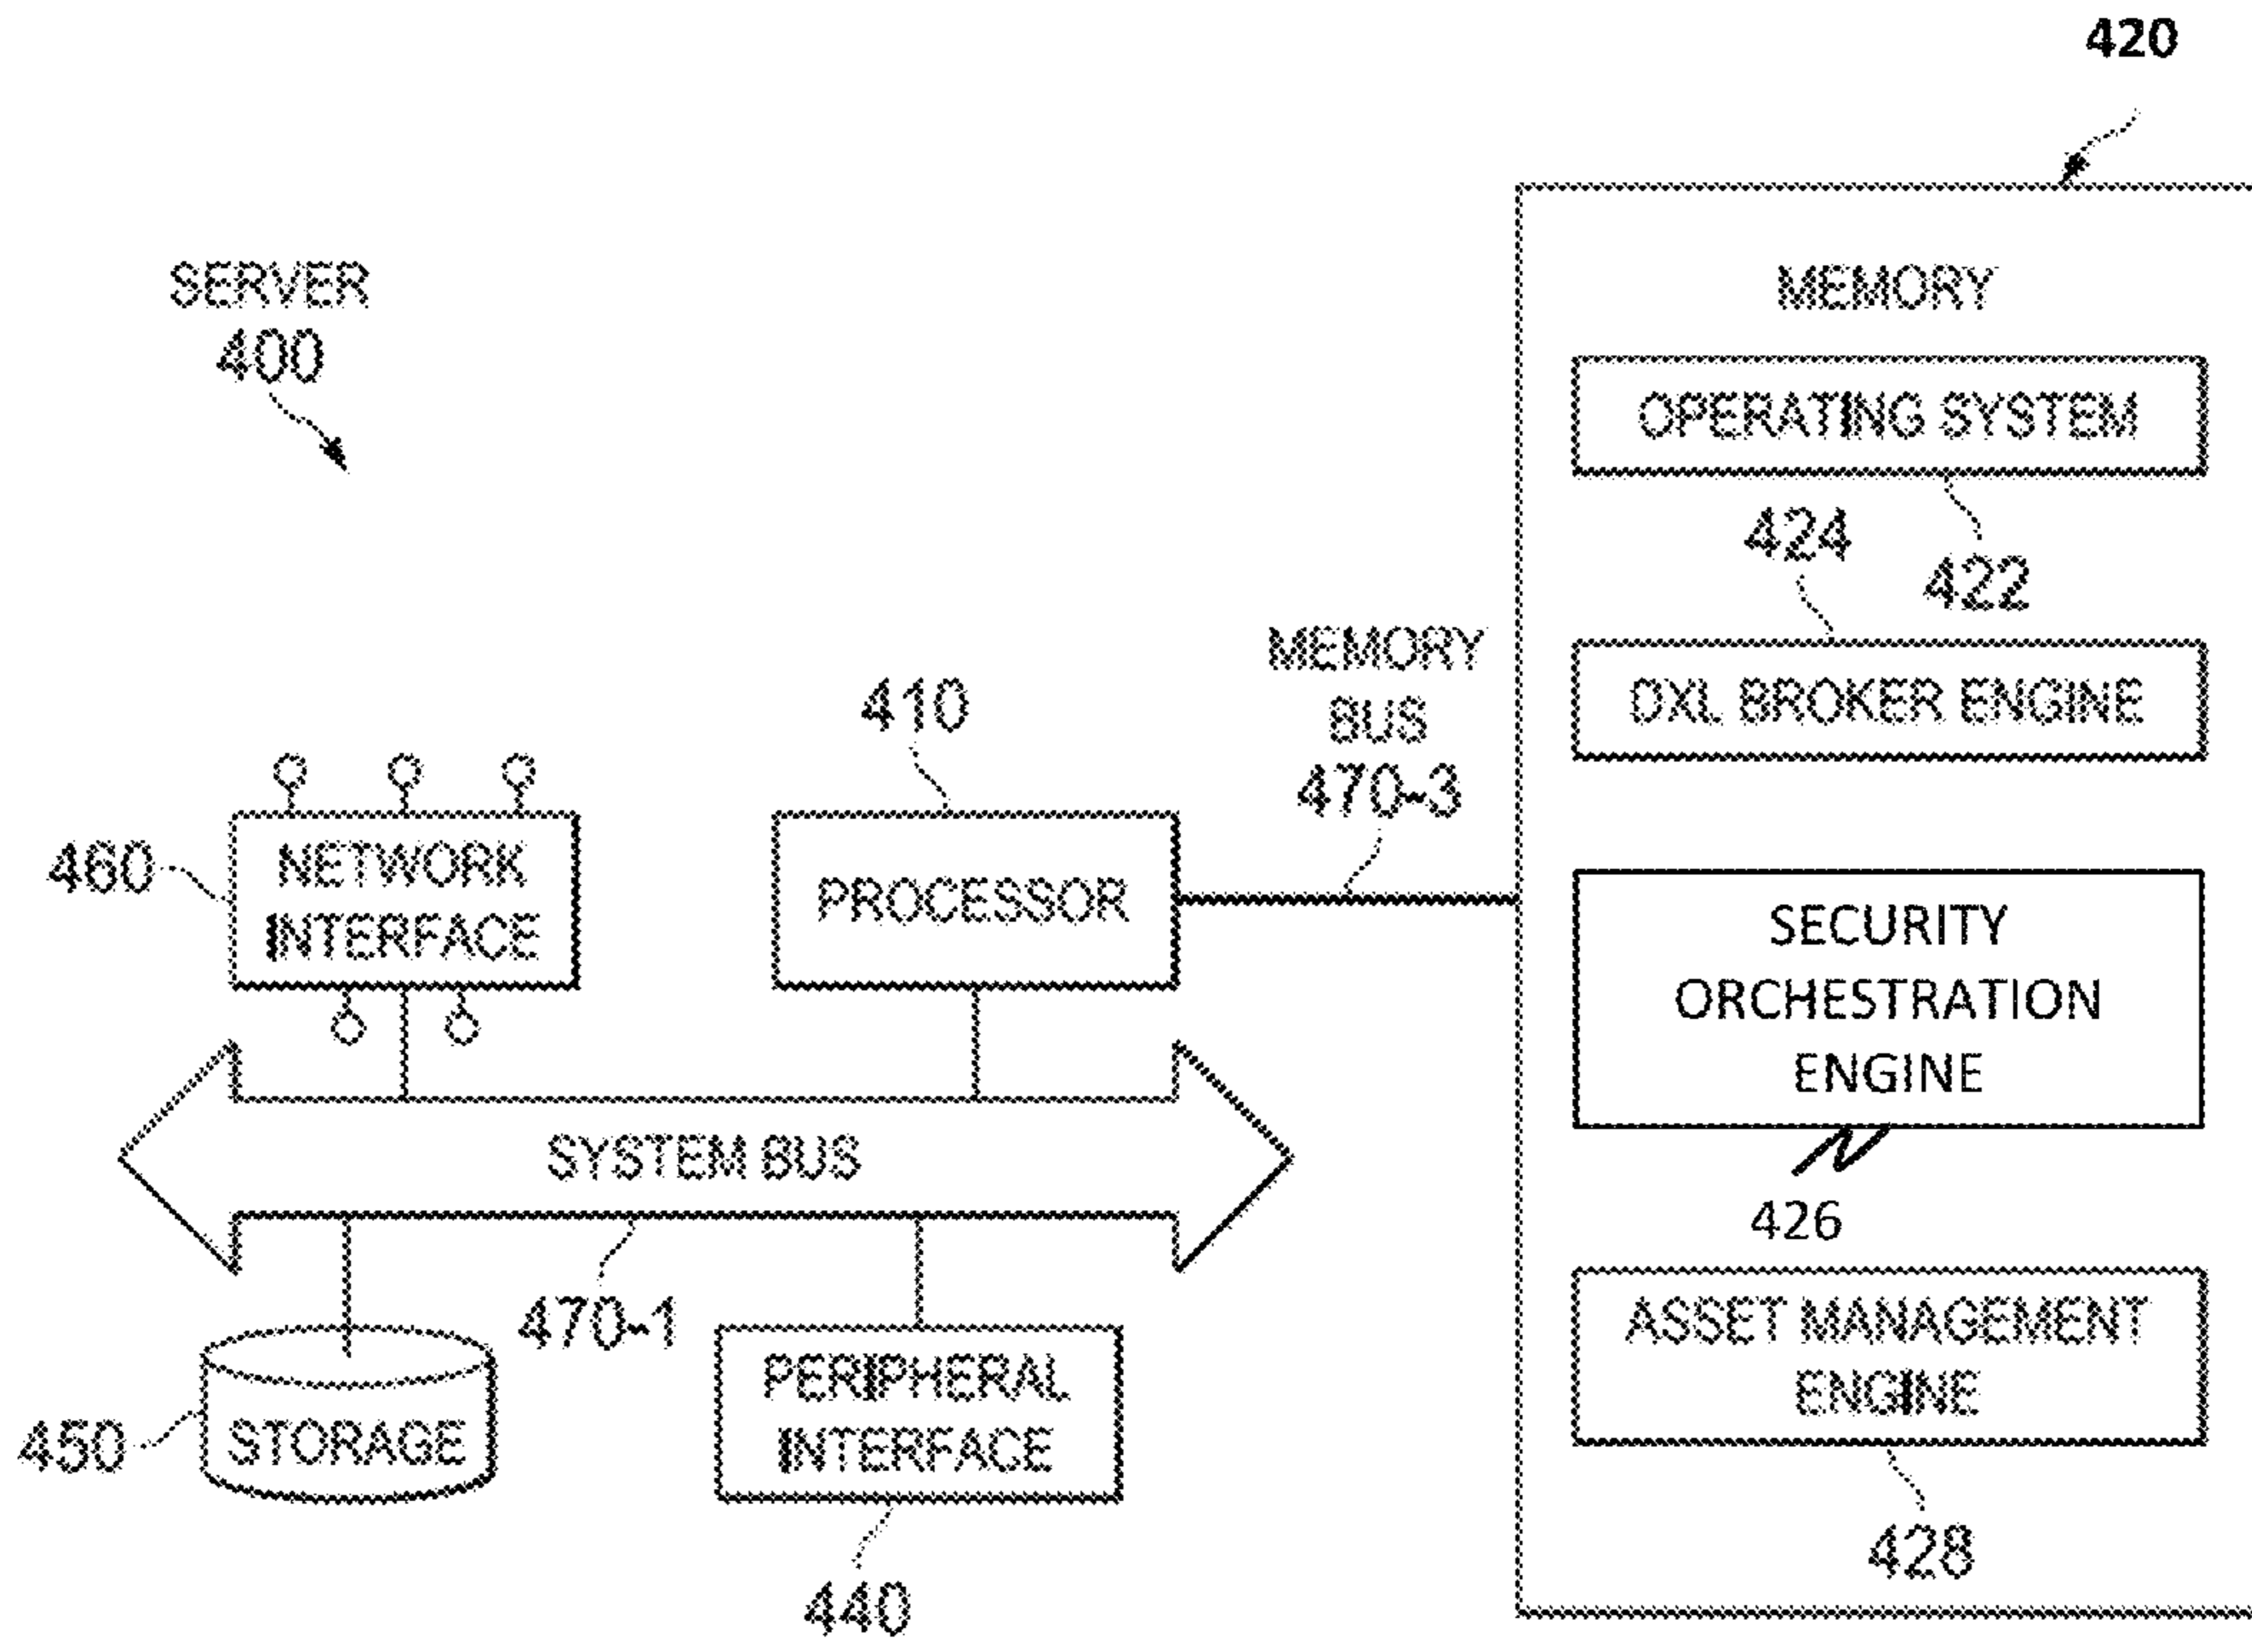 420
SERVER
400
MEMORY
OPERATING SYSTEM
424
422
MEMORY
BUS
470-3
DXL BROKER ENGINE
410
460
NETWORK
INTERFACE
PROCESSOR
SECURITY
ORCHESTRATION
ENGINE
426
SYSTEM BUS
470-1
ASSET MANAGEMENT
ENGINE
428
450
STORAGE
PERIPHERAL
INTERFACE
440